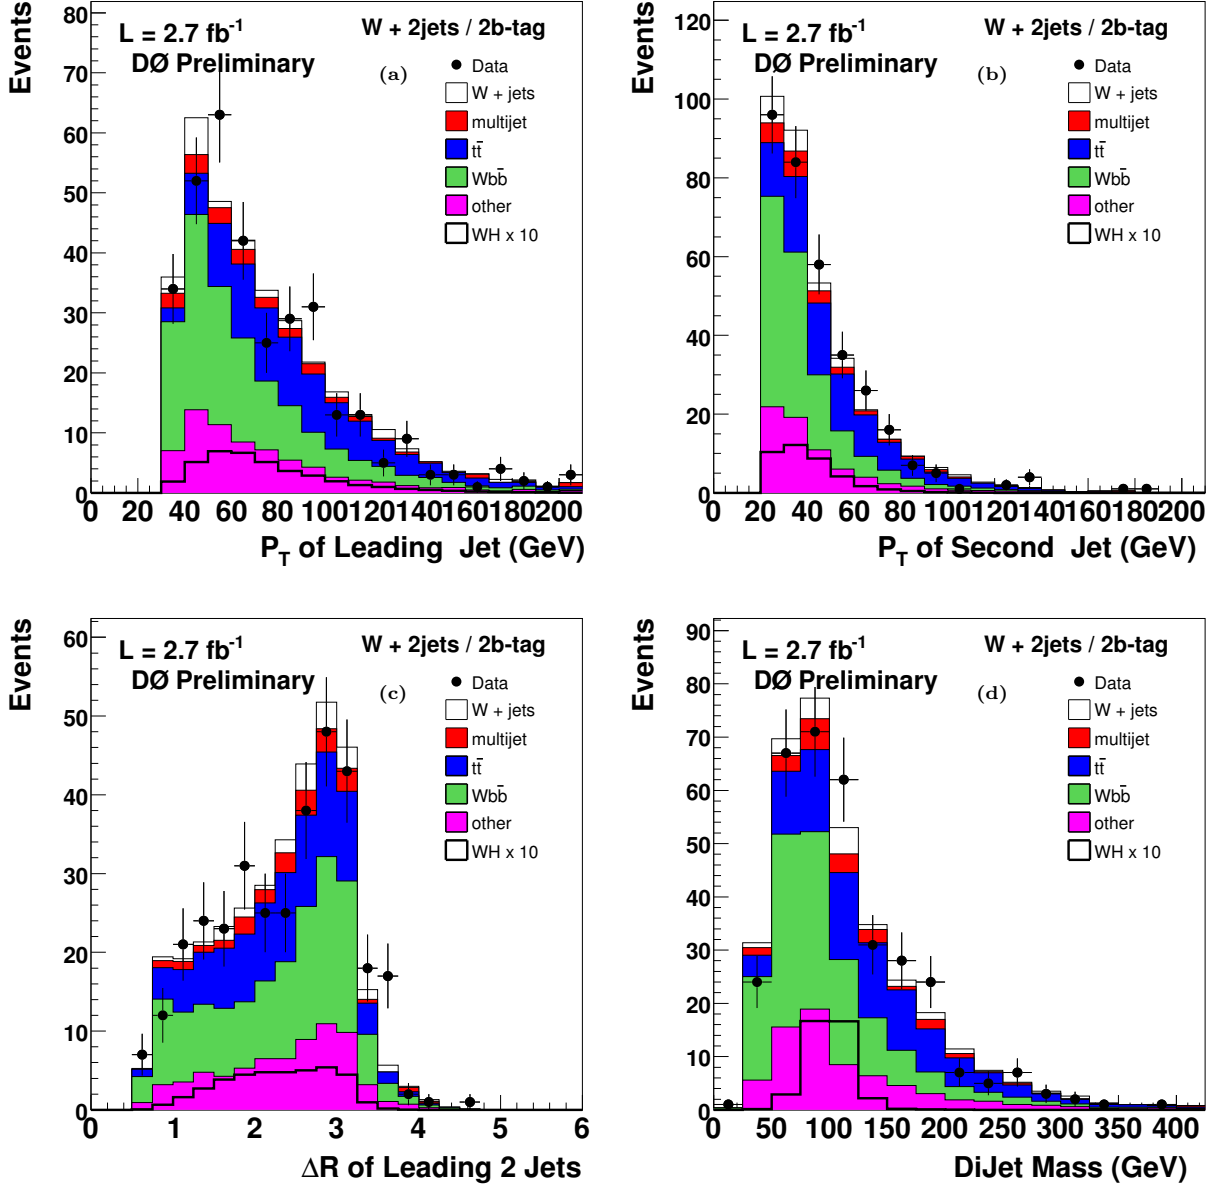 80
70
60
50
40
30
20
10
0
Events
L = 2.7 fb⁻¹
DØ Preliminary
(a)
W + 2jets / 2b-tag
Data
W + jets
multijet
tt̄
Wbb̄
other
WH x 10
0 20 40 60 80 100 120 140 160 180 200
P_T of Leading Jet (GeV)
120
100
80
60
40
20
0
Events
L = 2.7 fb⁻¹
DØ Preliminary
(b)
W + 2jets / 2b-tag
Data
W + jets
multijet
tt̄
Wbb̄
other
WH x 10
0 20 40 60 80 100 120 140 160 180 200
P_T of Second Jet (GeV)
60
50
40
30
20
10
0
Events
L = 2.7 fb⁻¹
DØ Preliminary
(c)
W + 2jets / 2b-tag
Data
W + jets
multijet
tt̄
Wbb̄
other
WH x 10
0 1 2 3 4 5 6
ΔR of Leading 2 Jets
90
80
70
60
50
40
30
20
10
0
Events
L = 2.7 fb⁻¹
DØ Preliminary
(d)
W + 2jets / 2b-tag
Data
W + jets
multijet
tt̄
Wbb̄
other
WH x 10
0 50 100 150 200 250 300 350 400
DiJet Mass (GeV)